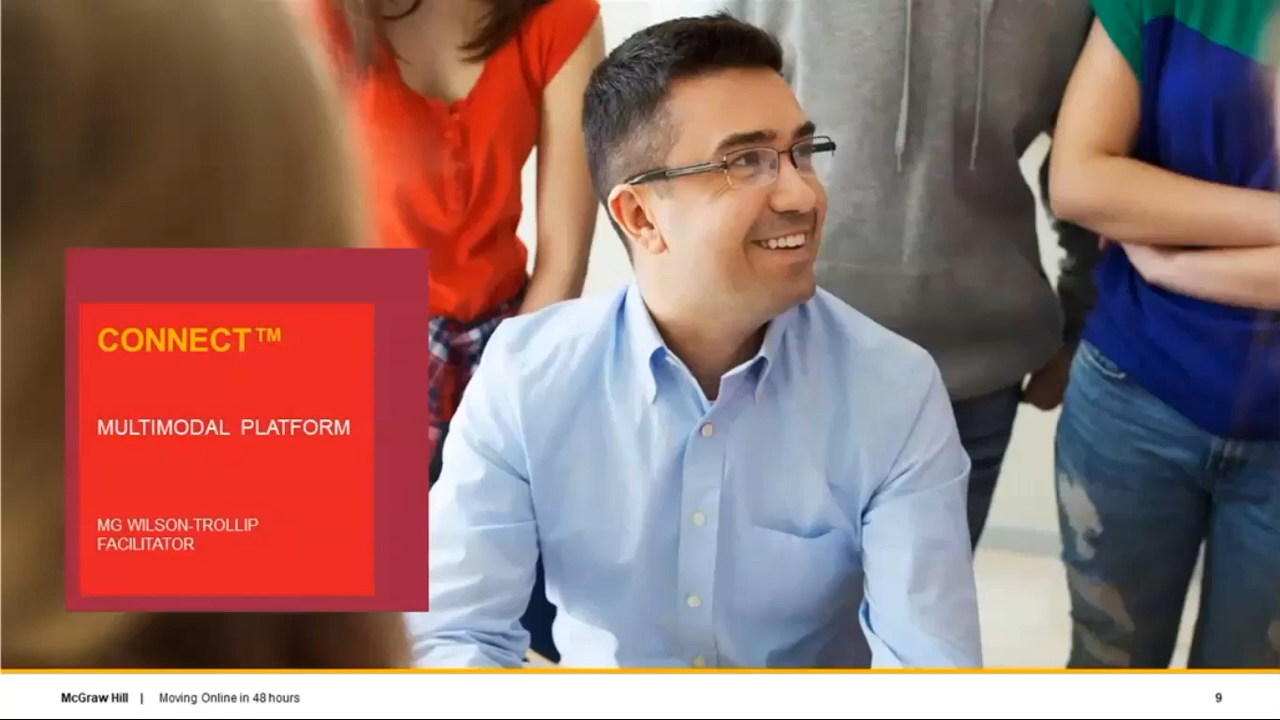 CONNECT™
MULTIMODAL PLATFORM
MG WILSON-TROLLIP
FACILITATOR
McGraw Hill | Moving Online in 48 hours
9